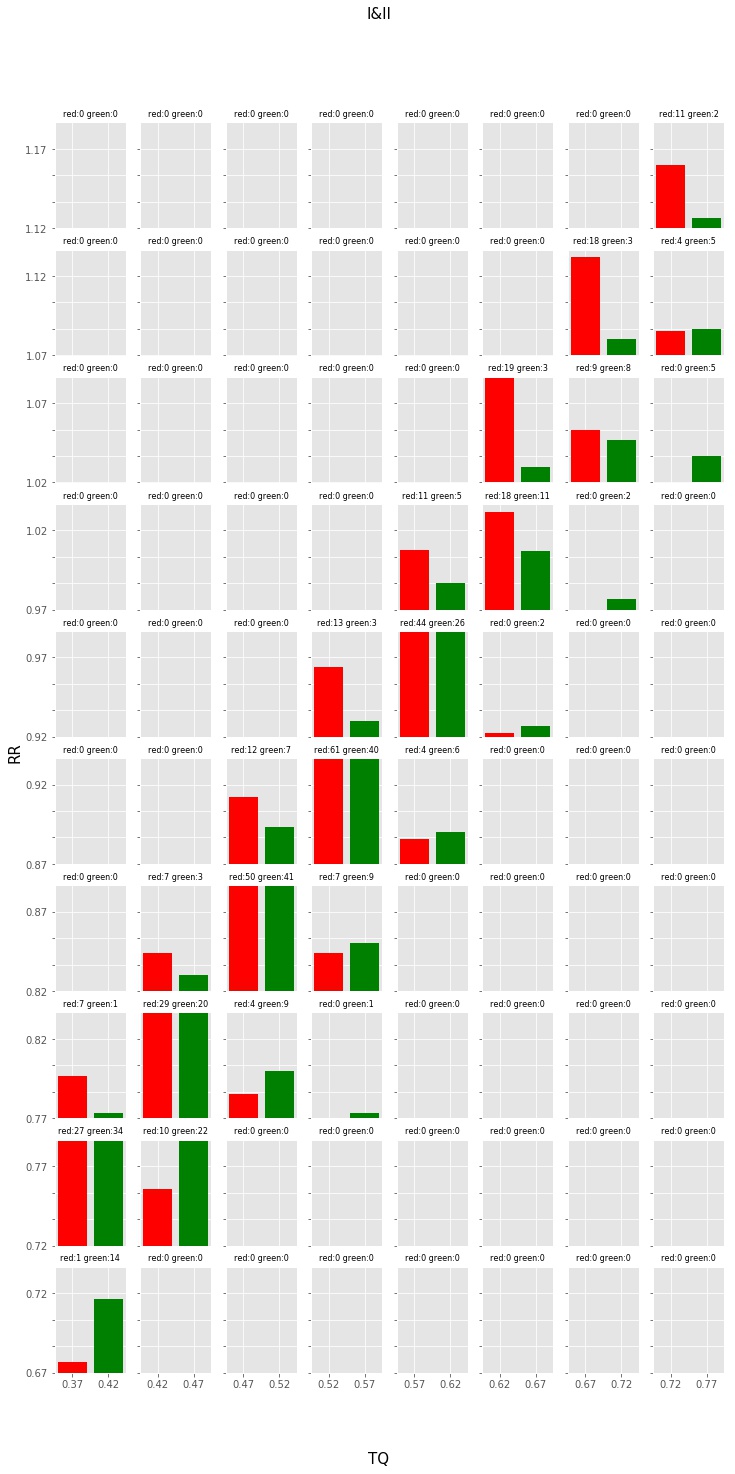 I&II
red:0 green:0 red:0 green:0 red:0 green:0 red:0 green:0 red:0 green:0 red:0 green:0 red:0 green:0 red:11 green:2
1.17
1.12
red:0 green:0 red:0 green:0 red:0 green:0 red:0 green:0 red:0 green:0 red:0 green:0 red:18 green:3 red:4 green:5
1.12
1.07
red:0 green:0 red:0 green:0 red:0 green:0 red:0 green:0 red:0 green:0 red:19 green:3 red:9 green:8 red:0 green:5
1.07
1.02
red:0 green:0 red:0 green:0 red:0 green:0 red:0 green:0 red:11 green:5 red:18 green:11 red:0 green:2 red:0 green:0
1.02
0.97
red:0 green:0 red:0 green:0 red:0 green:0 red:13 green:3 red:44 green:26 red:0 green:2 red:0 green:0 red:0 green:0
0.97
0.92
RR
red:0 green:0 red:0 green:0 red:12 green:7 red:61 green:40 red:4 green:6 red:0 green:0 red:0 green:0 red:0 green:0
0.92
0.87
red:0 green:0 red:7 green:3 red:50 green:41 red:7 green:9 red:0 green:0 red:0 green:0 red:0 green:0 red:0 green:0
0.87
0.82
red:7 green:1 red:29 green:20 red:4 green:9 red:0 green:1 red:0 green:0 red:0 green:0 red:0 green:0 red:0 green:0
0.82
0.77
red:27 green:34 red:10 green:22 red:0 green:0 red:0 green:0 red:0 green:0 red:0 green:0 red:0 green:0 red:0 green:0
0.77
0.72
red:1 green:14 red:0 green:0 red:0 green:0 red:0 green:0 red:0 green:0 red:0 green:0 red:0 green:0 red:0 green:0
0.72
0.67
0.37 0.42 0.42 0.47 0.47 0.52 0.52 0.57 0.57 0.62 0.62 0.67 0.67 0.72 0.72 0.77
TQ